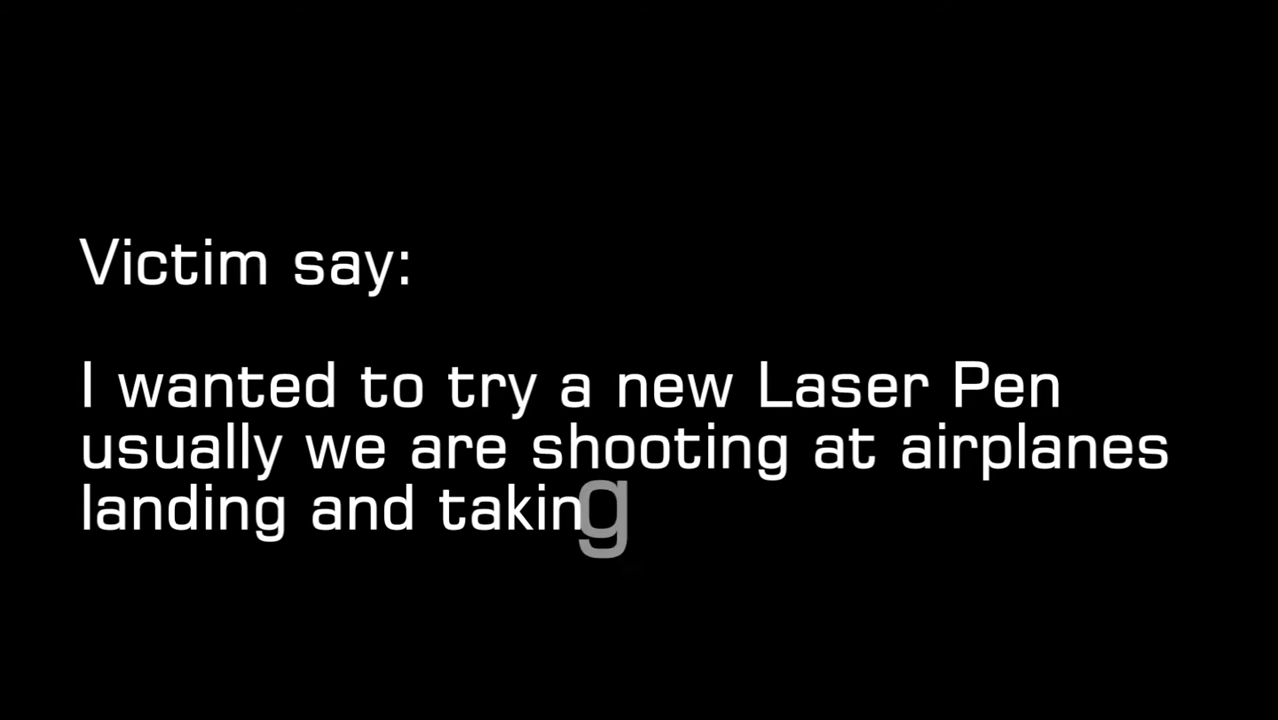 Victim say:
I wanted to try a new Laser Pen
usually we are shooting at airplanes
landing and taking